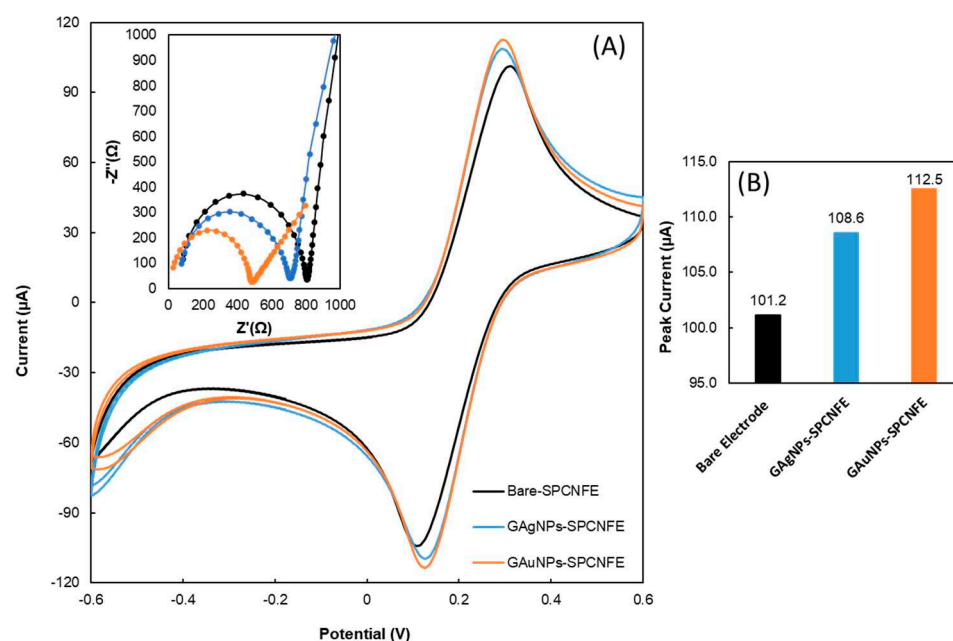 (A)
120
90
60
30
0
-30
-60
-90
-120
Current (µA)
-0.6
-0.4
-0.2
0
0.2
0.4
0.6
Potential (V)
1000
900
800
700
600
500
400
300
200
100
0
-Z''(Ω)
0 200 400 600 800 1000
Z'(Ω)
Bare-SPCNFE
GAgNPs-SPCNFE
GAuNPs-SPCNFE
(B)
115.0
110.0
105.0
100.0
95.0
Peak Current (µA)
101.2
108.6
112.5
Bare Electrode
GAgNPs-SPCNFE
GAuNPs-SPCNFE